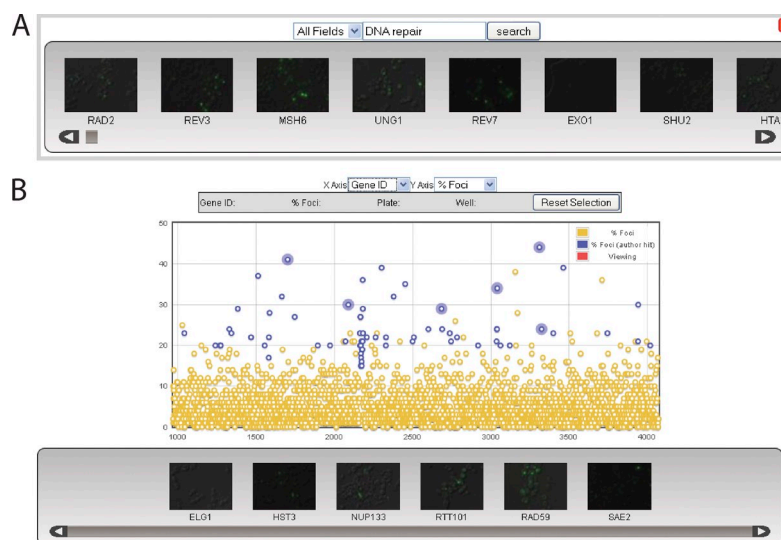 A
All Fields DNA repair search
RAD2 REV3 MSH6 UNG1 REV7 EXO1 SHU2 HTA
B
X Axis Gene ID Y Axis % Foci
Gene ID: % Foci: Plate: Well: Reset Selection
50
% Foci
% Foci (author hit)
Viewing
40
30
20
10
0
1000 1500 2000 2500 3000 3500 4000
ELG1 HST3 NUP133 RTT101 RAD59 SAE2